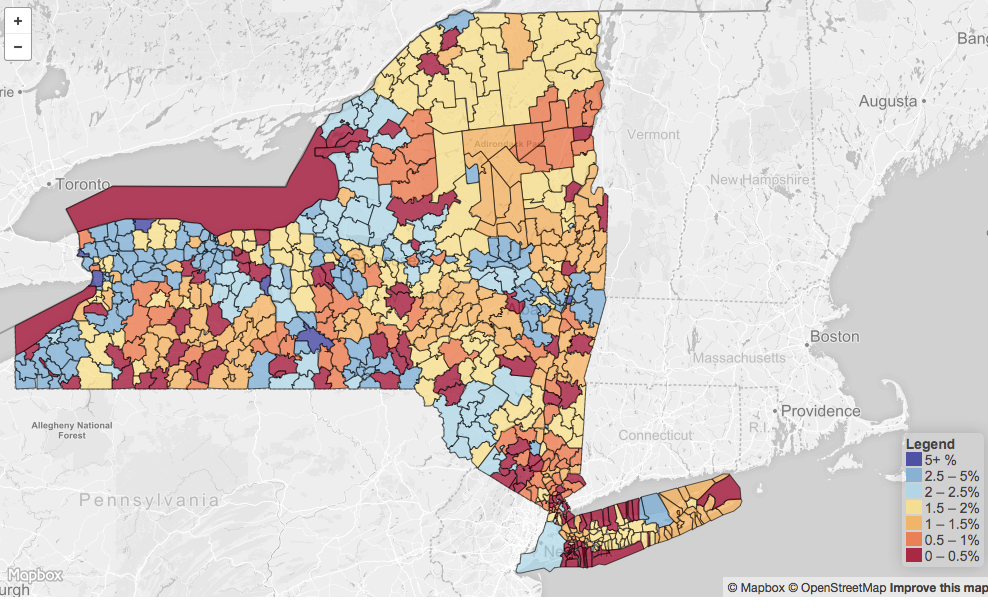 +
−
rie
Bang
Augusta
Vermont
Adirondack Park
New Hampshire
Toronto
Boston
Massachusetts
Providence
Allegheny National
Forest
Connecticut
R.I.
Legend
5+ %
2.5 – 5%
2 – 2.5%
1.5 – 2%
1 – 1.5%
0.5 – 1%
0 – 0.5%
Pennsylvania
New
Mapbox
urgh
© Mapbox © OpenStreetMap Improve this map